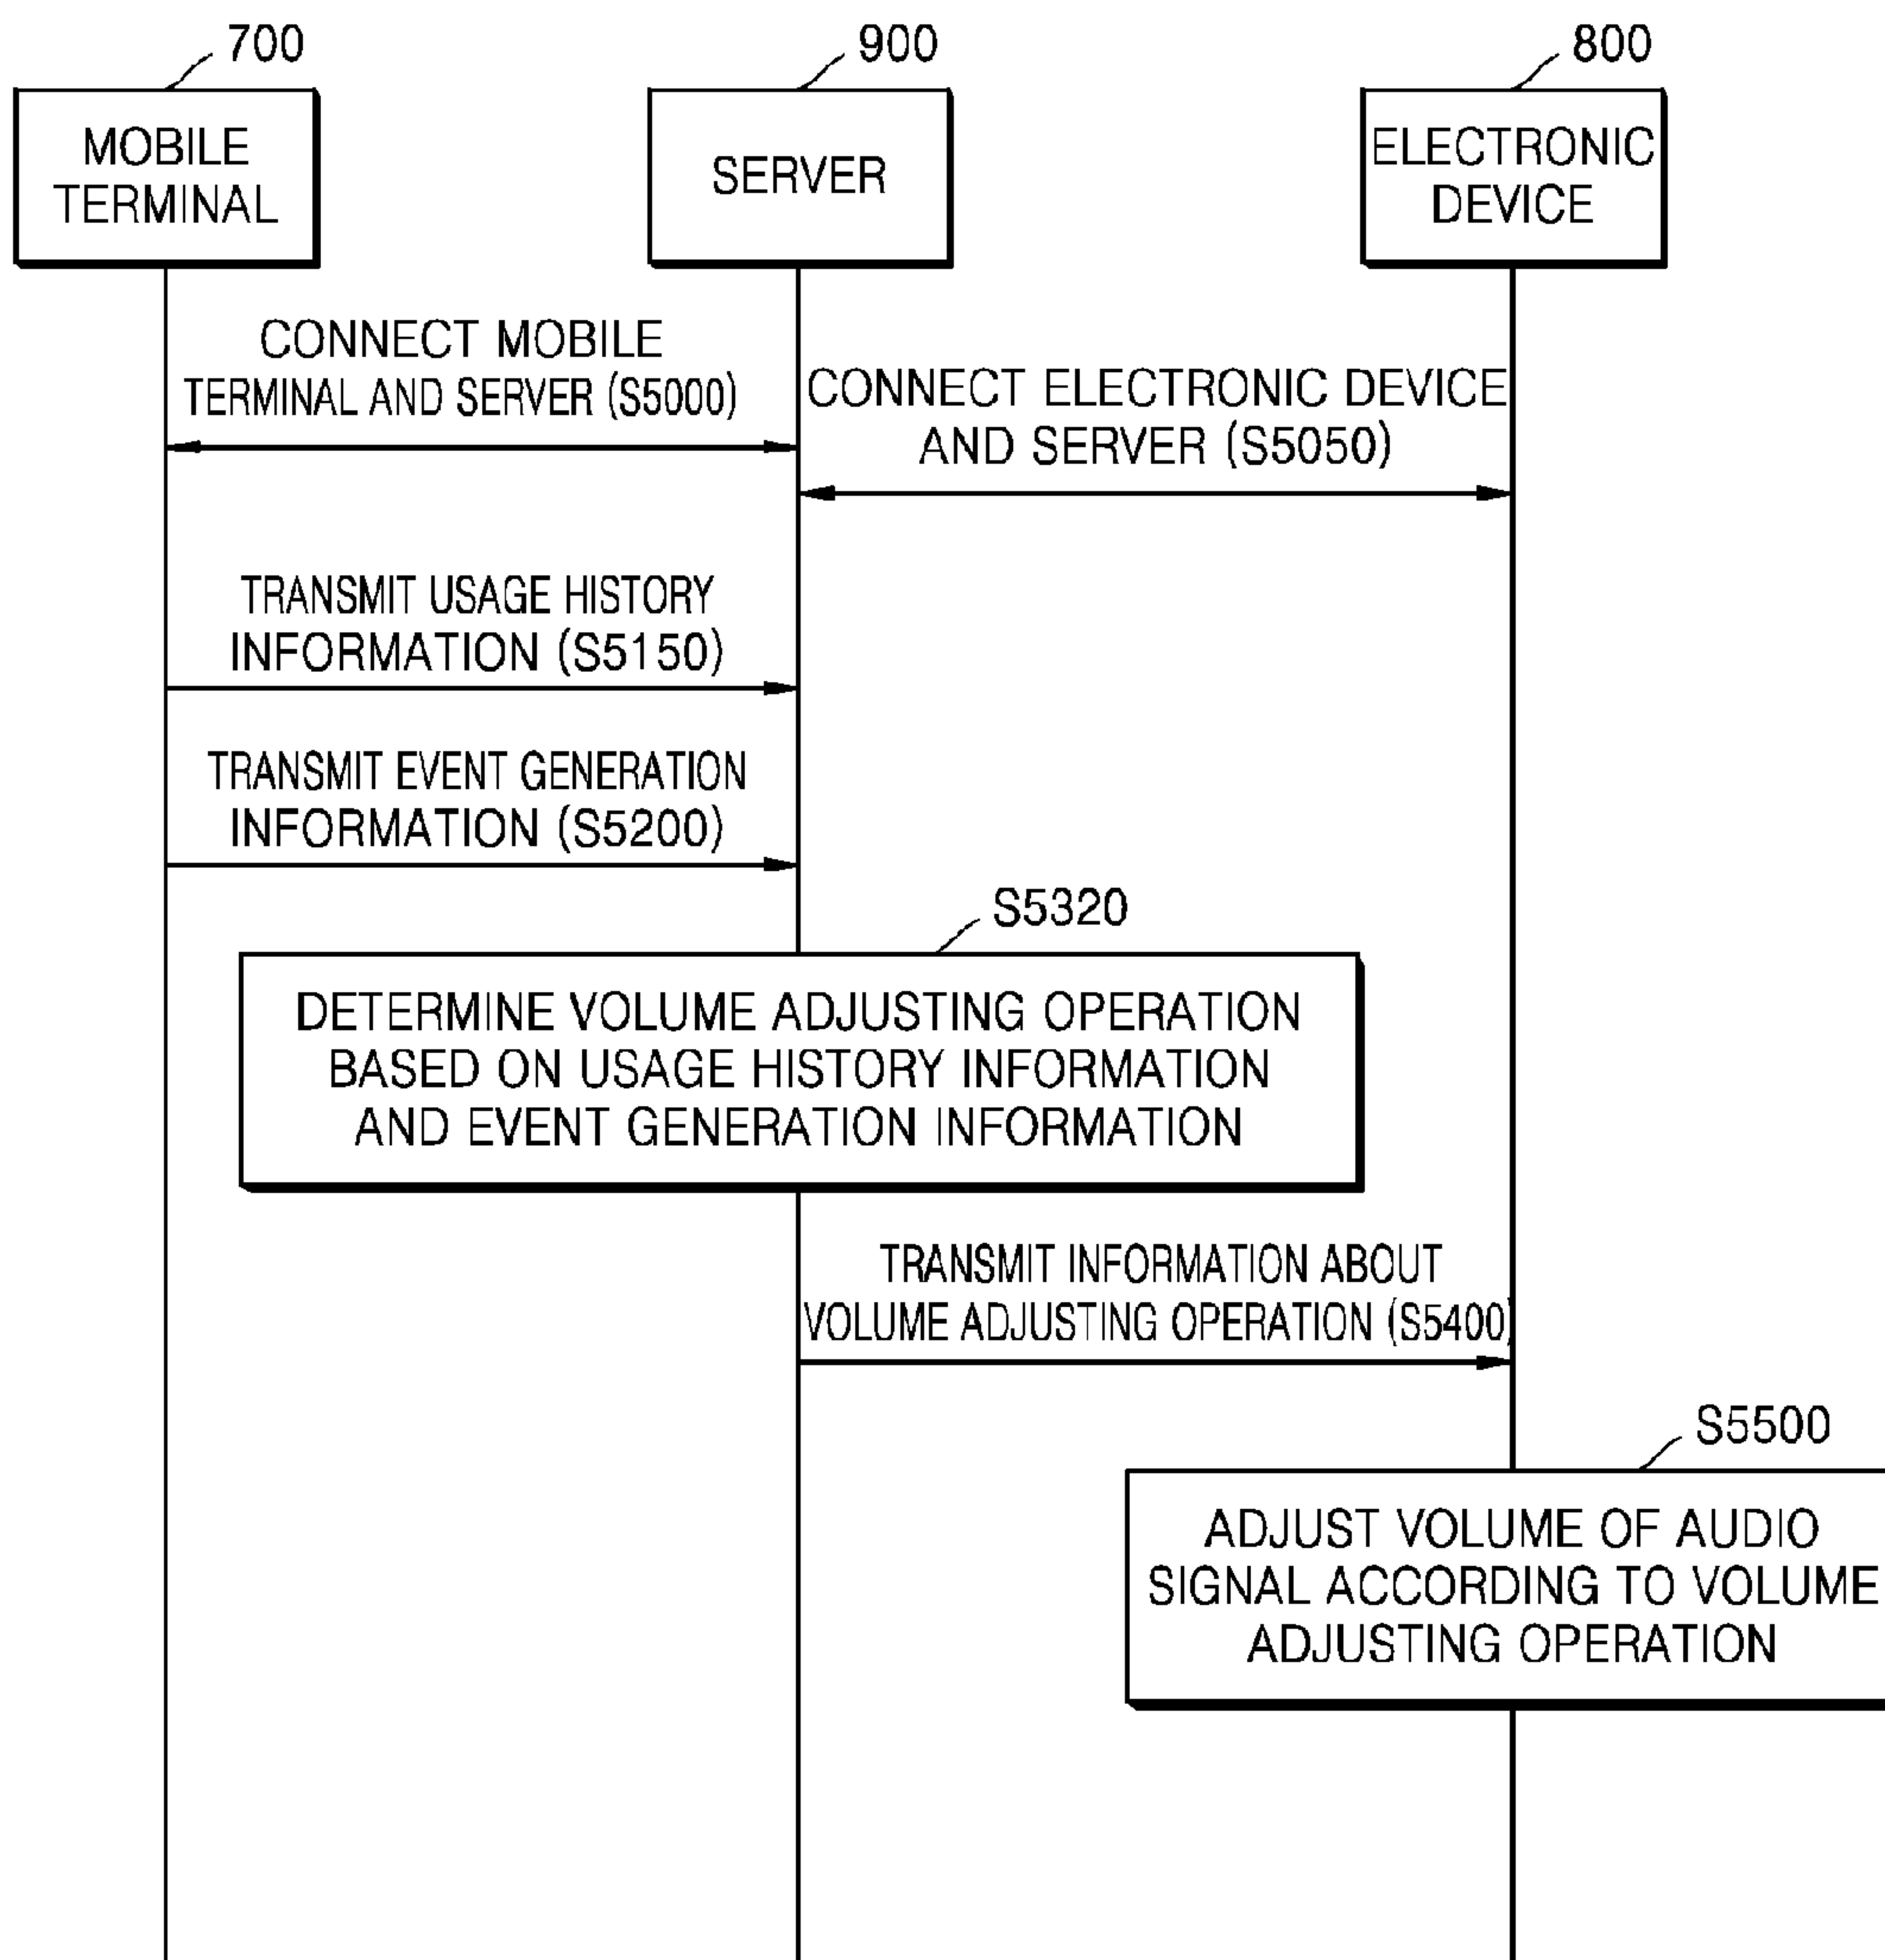 700
900
800
MOBILE
TERMINAL
SERVER
ELECTRONIC
DEVICE
CONNECT MOBILE
TERMINAL AND SERVER (S5000)
CONNECT ELECTRONIC DEVICE
AND SERVER (S5050)
TRANSMIT USAGE HISTORY
INFORMATION (S5150)
TRANSMIT EVENT GENERATION
INFORMATION (S5200)
S5320
DETERMINE VOLUME ADJUSTING OPERATION
BASED ON USAGE HISTORY INFORMATION
AND EVENT GENERATION INFORMATION
TRANSMIT INFORMATION ABOUT
VOLUME ADJUSTING OPERATION (S5400)
S5500
ADJUST VOLUME OF AUDIO
SIGNAL ACCORDING TO VOLUME
ADJUSTING OPERATION